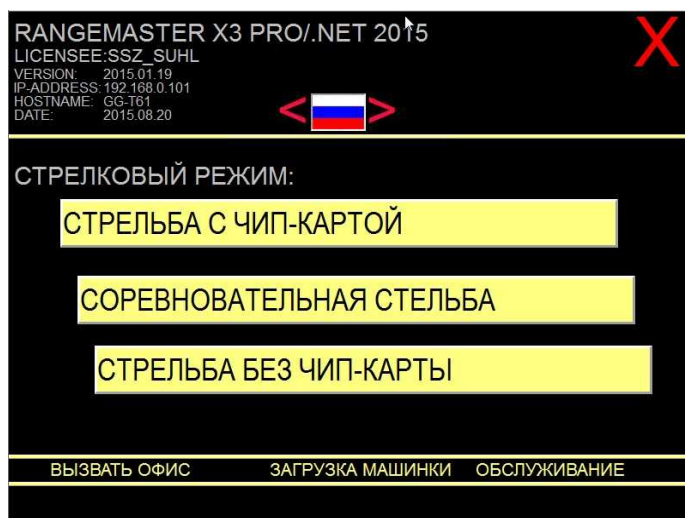 RANGEMASTER X3 PRO/.NET 2015
X
LICENSEE:SSZ_SUHL
VERSION: 2015.01.19
IP-ADDRESS:192.168.0.101
HOSTNAME: GG-T61
DATE: 2015.08.20
< >
СТРЕЛКОВЫЙ РЕЖИМ:
СТРЕЛЬБА С ЧИП-КАРТОЙ
СОРЕВНОВАТЕЛЬНАЯ СТЕЛЬБА
СТРЕЛЬБА БЕЗ ЧИП-КАРТЫ
ВЫЗВАТЬ ОФИС ЗАГРУЗКА МАШИНКИ ОБСЛУЖИВАНИЕ